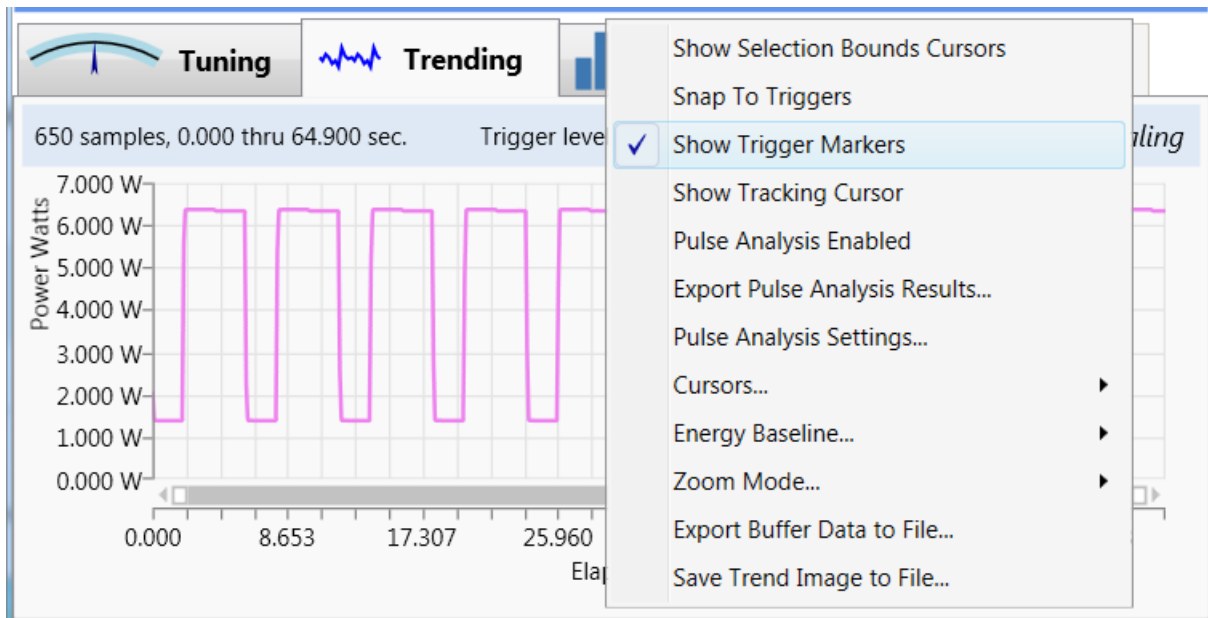 Tuning
Trending
650 samples, 0.000 thru 64.900 sec.
Trigger leve
Show Selection Bounds Cursors
Snap To Triggers
Show Trigger Markers
Show Tracking Cursor
Pulse Analysis Enabled
Export Pulse Analysis Results...
Pulse Analysis Settings...
Cursors...
Energy Baseline...
Zoom Mode...
Export Buffer Data to File...
Save Trend Image to File...
aling
Power Watts
7.000 W
6.000 W
5.000 W
4.000 W
3.000 W
2.000 W
1.000 W
0.000 W
0.000 8.653 17.307 25.960
Elap